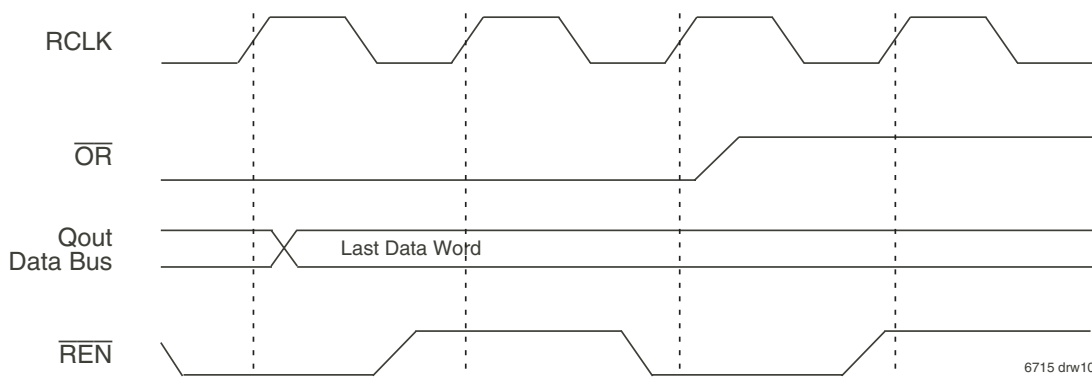 RCLK
OR
Qout
Data Bus
Last Data Word
REN
6715 drw10